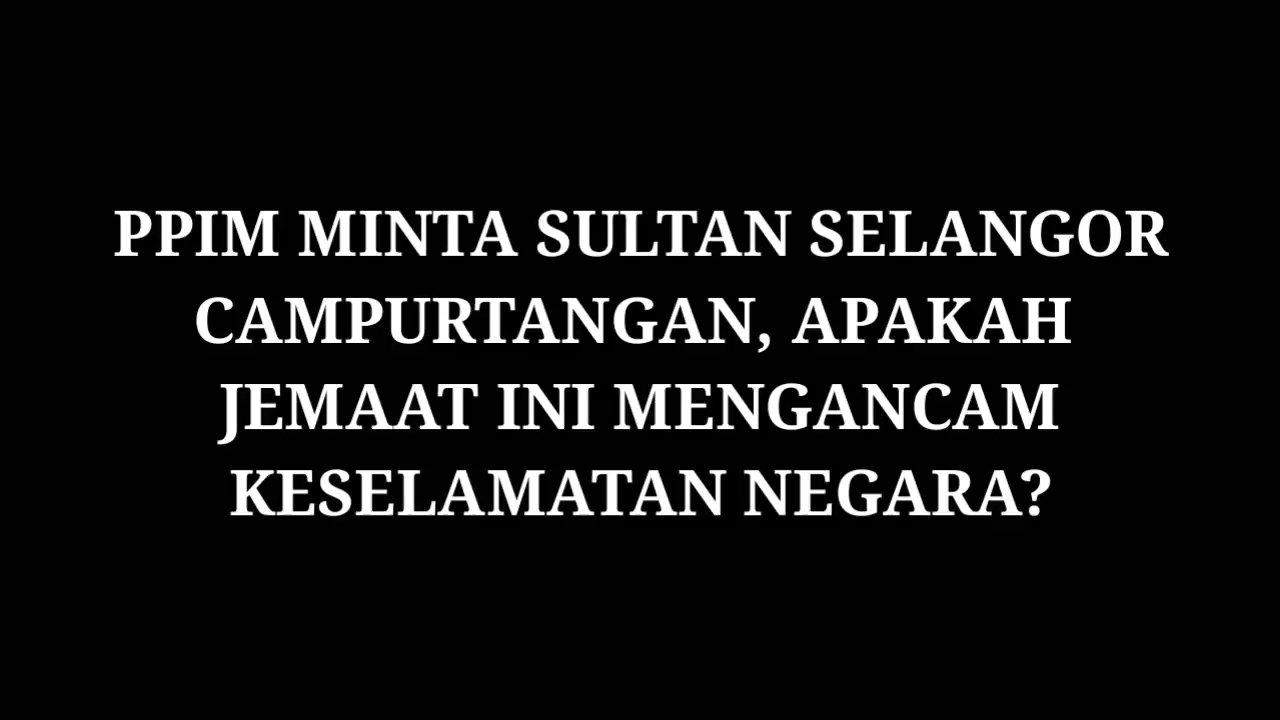 PPIM MINTA SULTAN SELANGOR
CAMPURTANGAN, APAKAH
JEMAAT INI MENGANCAM
KESELAMATAN NEGARA?